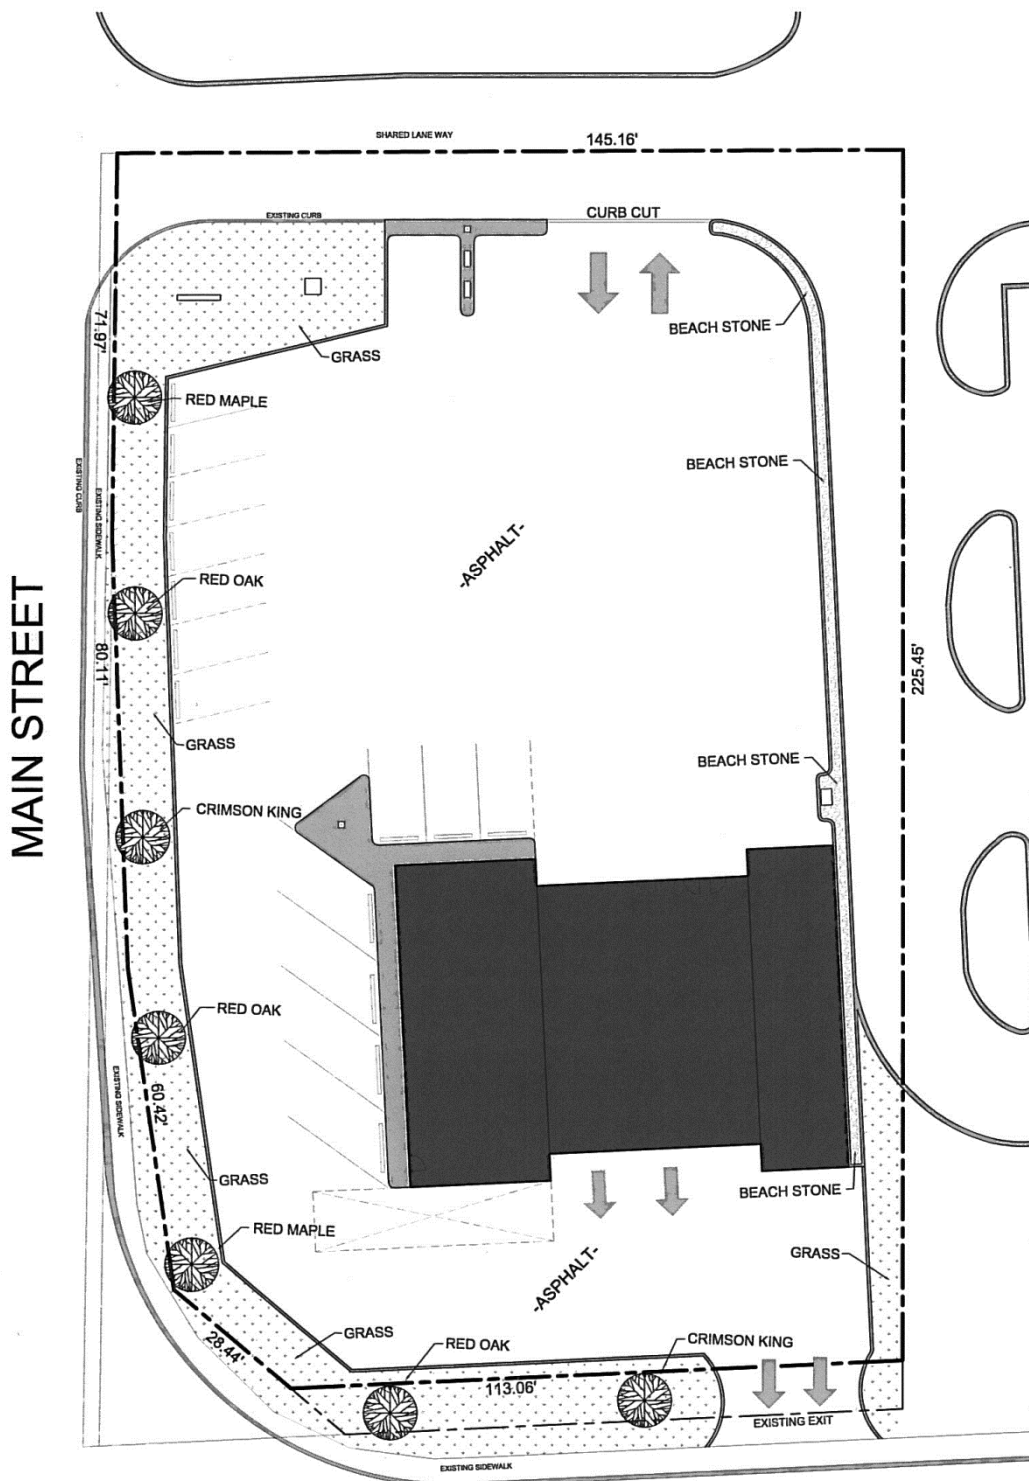 SHARED LANE WAY
145.16'
EXISTING CURB
CURB CUT
BEACH STONE
71.97'
GRASS
RED MAPLE
EXISTING CURB
EXISTING SIDEWALK
BEACH STONE
-ASPHALT-
RED OAK
MAIN STREET
80.11'
225.45'
GRASS
BEACH STONE
CRIMSON KING
RED OAK
60.42'
EXISTING SIDEWALK
GRASS
BEACH STONE
RED MAPLE
GRASS
-ASPHALT-
28.44'
GRASS
RED OAK
CRIMSON KING
113.06'
EXISTING EXIT
EXISTING SIDEWALK